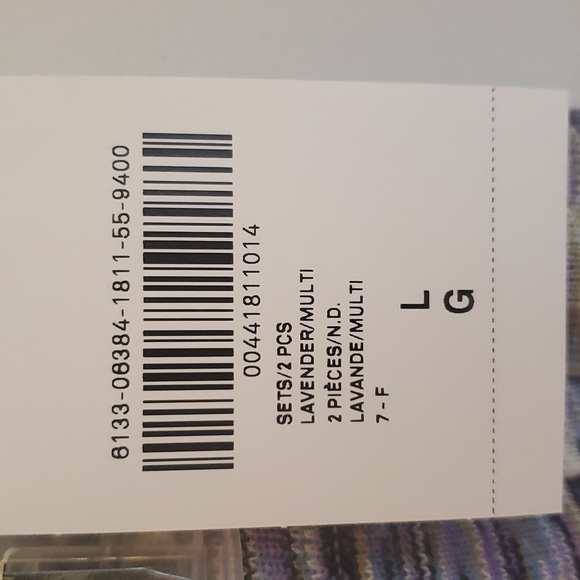 6133-06384-1811-55-9400
00441811014
SETS/2 PCS
LAVENDER/MULTI
2 PIÈCES/N.D.
LAVANDE/MULTI
7 - F
L
G